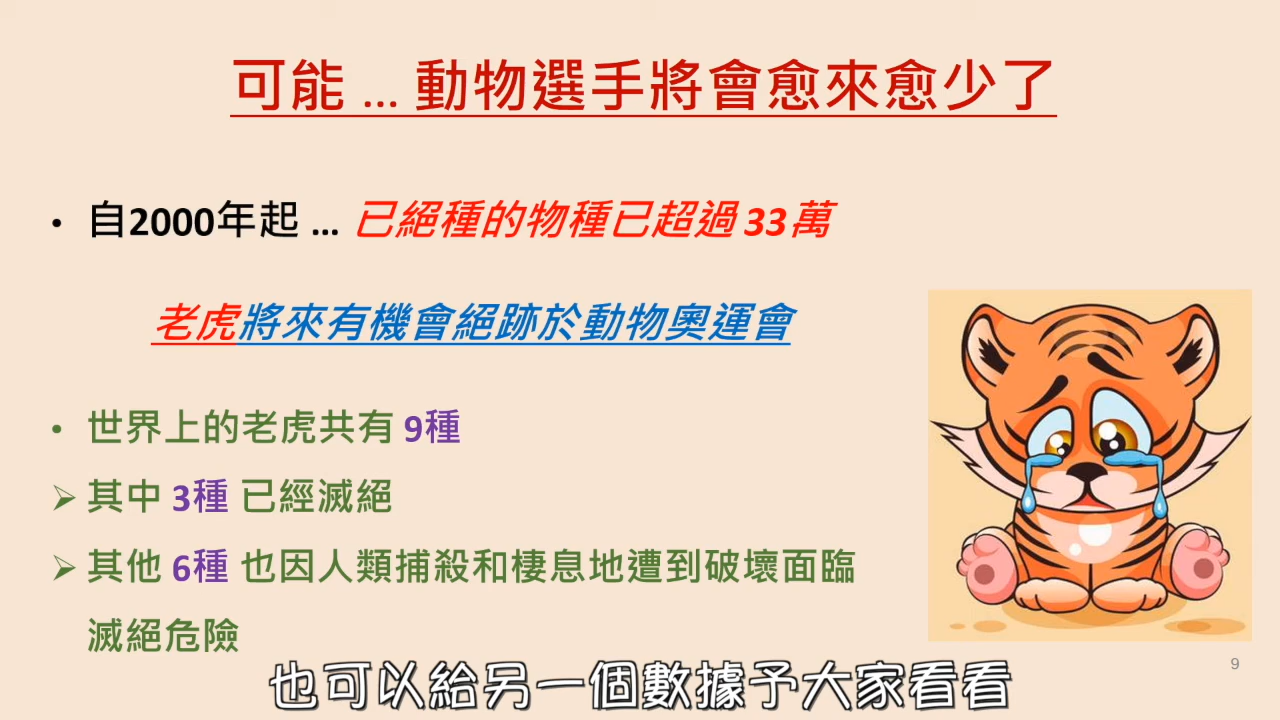 可能 ... 動物選手將會愈來愈少了
• 自2000年起 ... 已絕種的物種已超過 33萬
老虎將來有機會絕跡於動物奧運會
• 世界上的老虎共有 9種
➢ 其中 3種 已經滅絕
➢ 其他 6種 也因人類捕殺和棲息地遭到破壞面臨
滅絕危險
9
也可以給另一個數據予大家看看